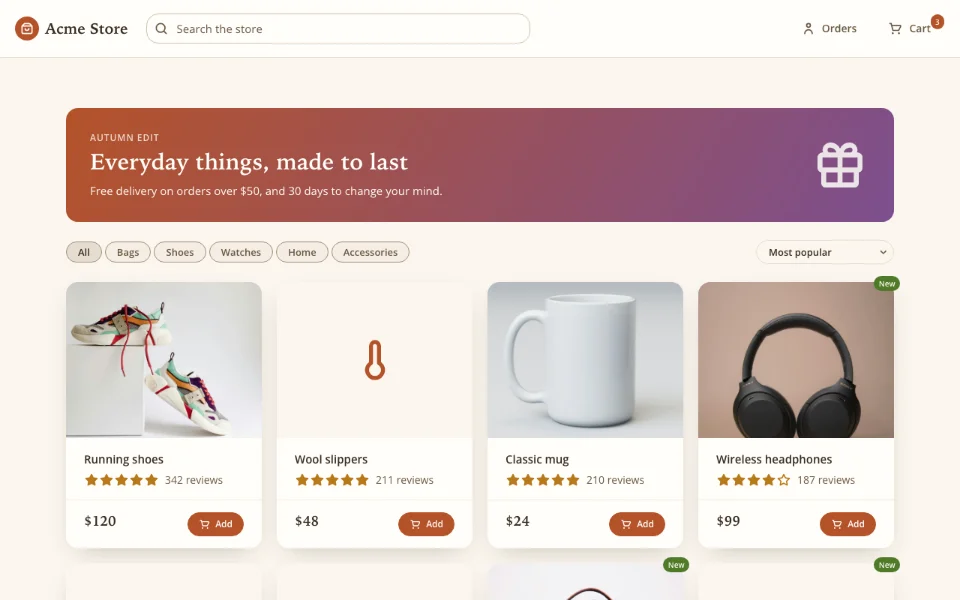 Acme Store
Search the store
Orders
Cart
3
AUTUMN EDIT
Everyday things, made to last
Free delivery on orders over $50, and 30 days to change your mind.
All
Bags
Shoes
Watches
Home
Accessories
Most popular
New
Running shoes
342 reviews
$120
Add
Wool slippers
211 reviews
$48
Add
Classic mug
210 reviews
$24
Add
Wireless headphones
187 reviews
$99
Add
New
New